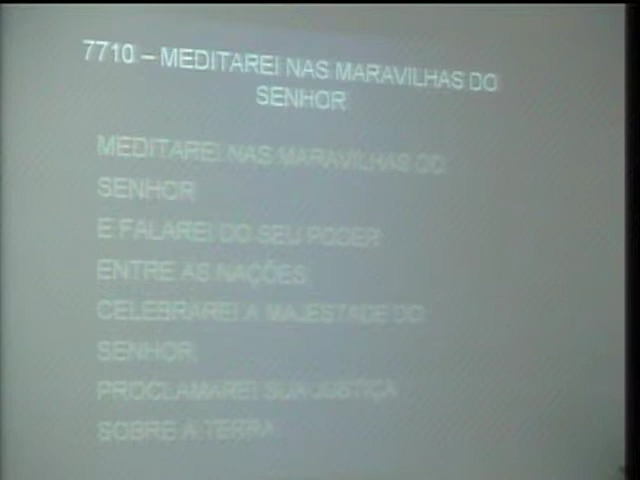 7710 – MEDITAREI NAS MARAVILHAS DO
SENHOR
MEDITAREI NAS MARAVILHAS DO
SENHOR
E FALAREI DO SEU PODER
ENTRE AS NAÇÕES,
CELEBRAREI A MAJESTADE DO
SENHOR,
PROCLAMAREI SUA JUSTIÇA
SOBRE A TERRA